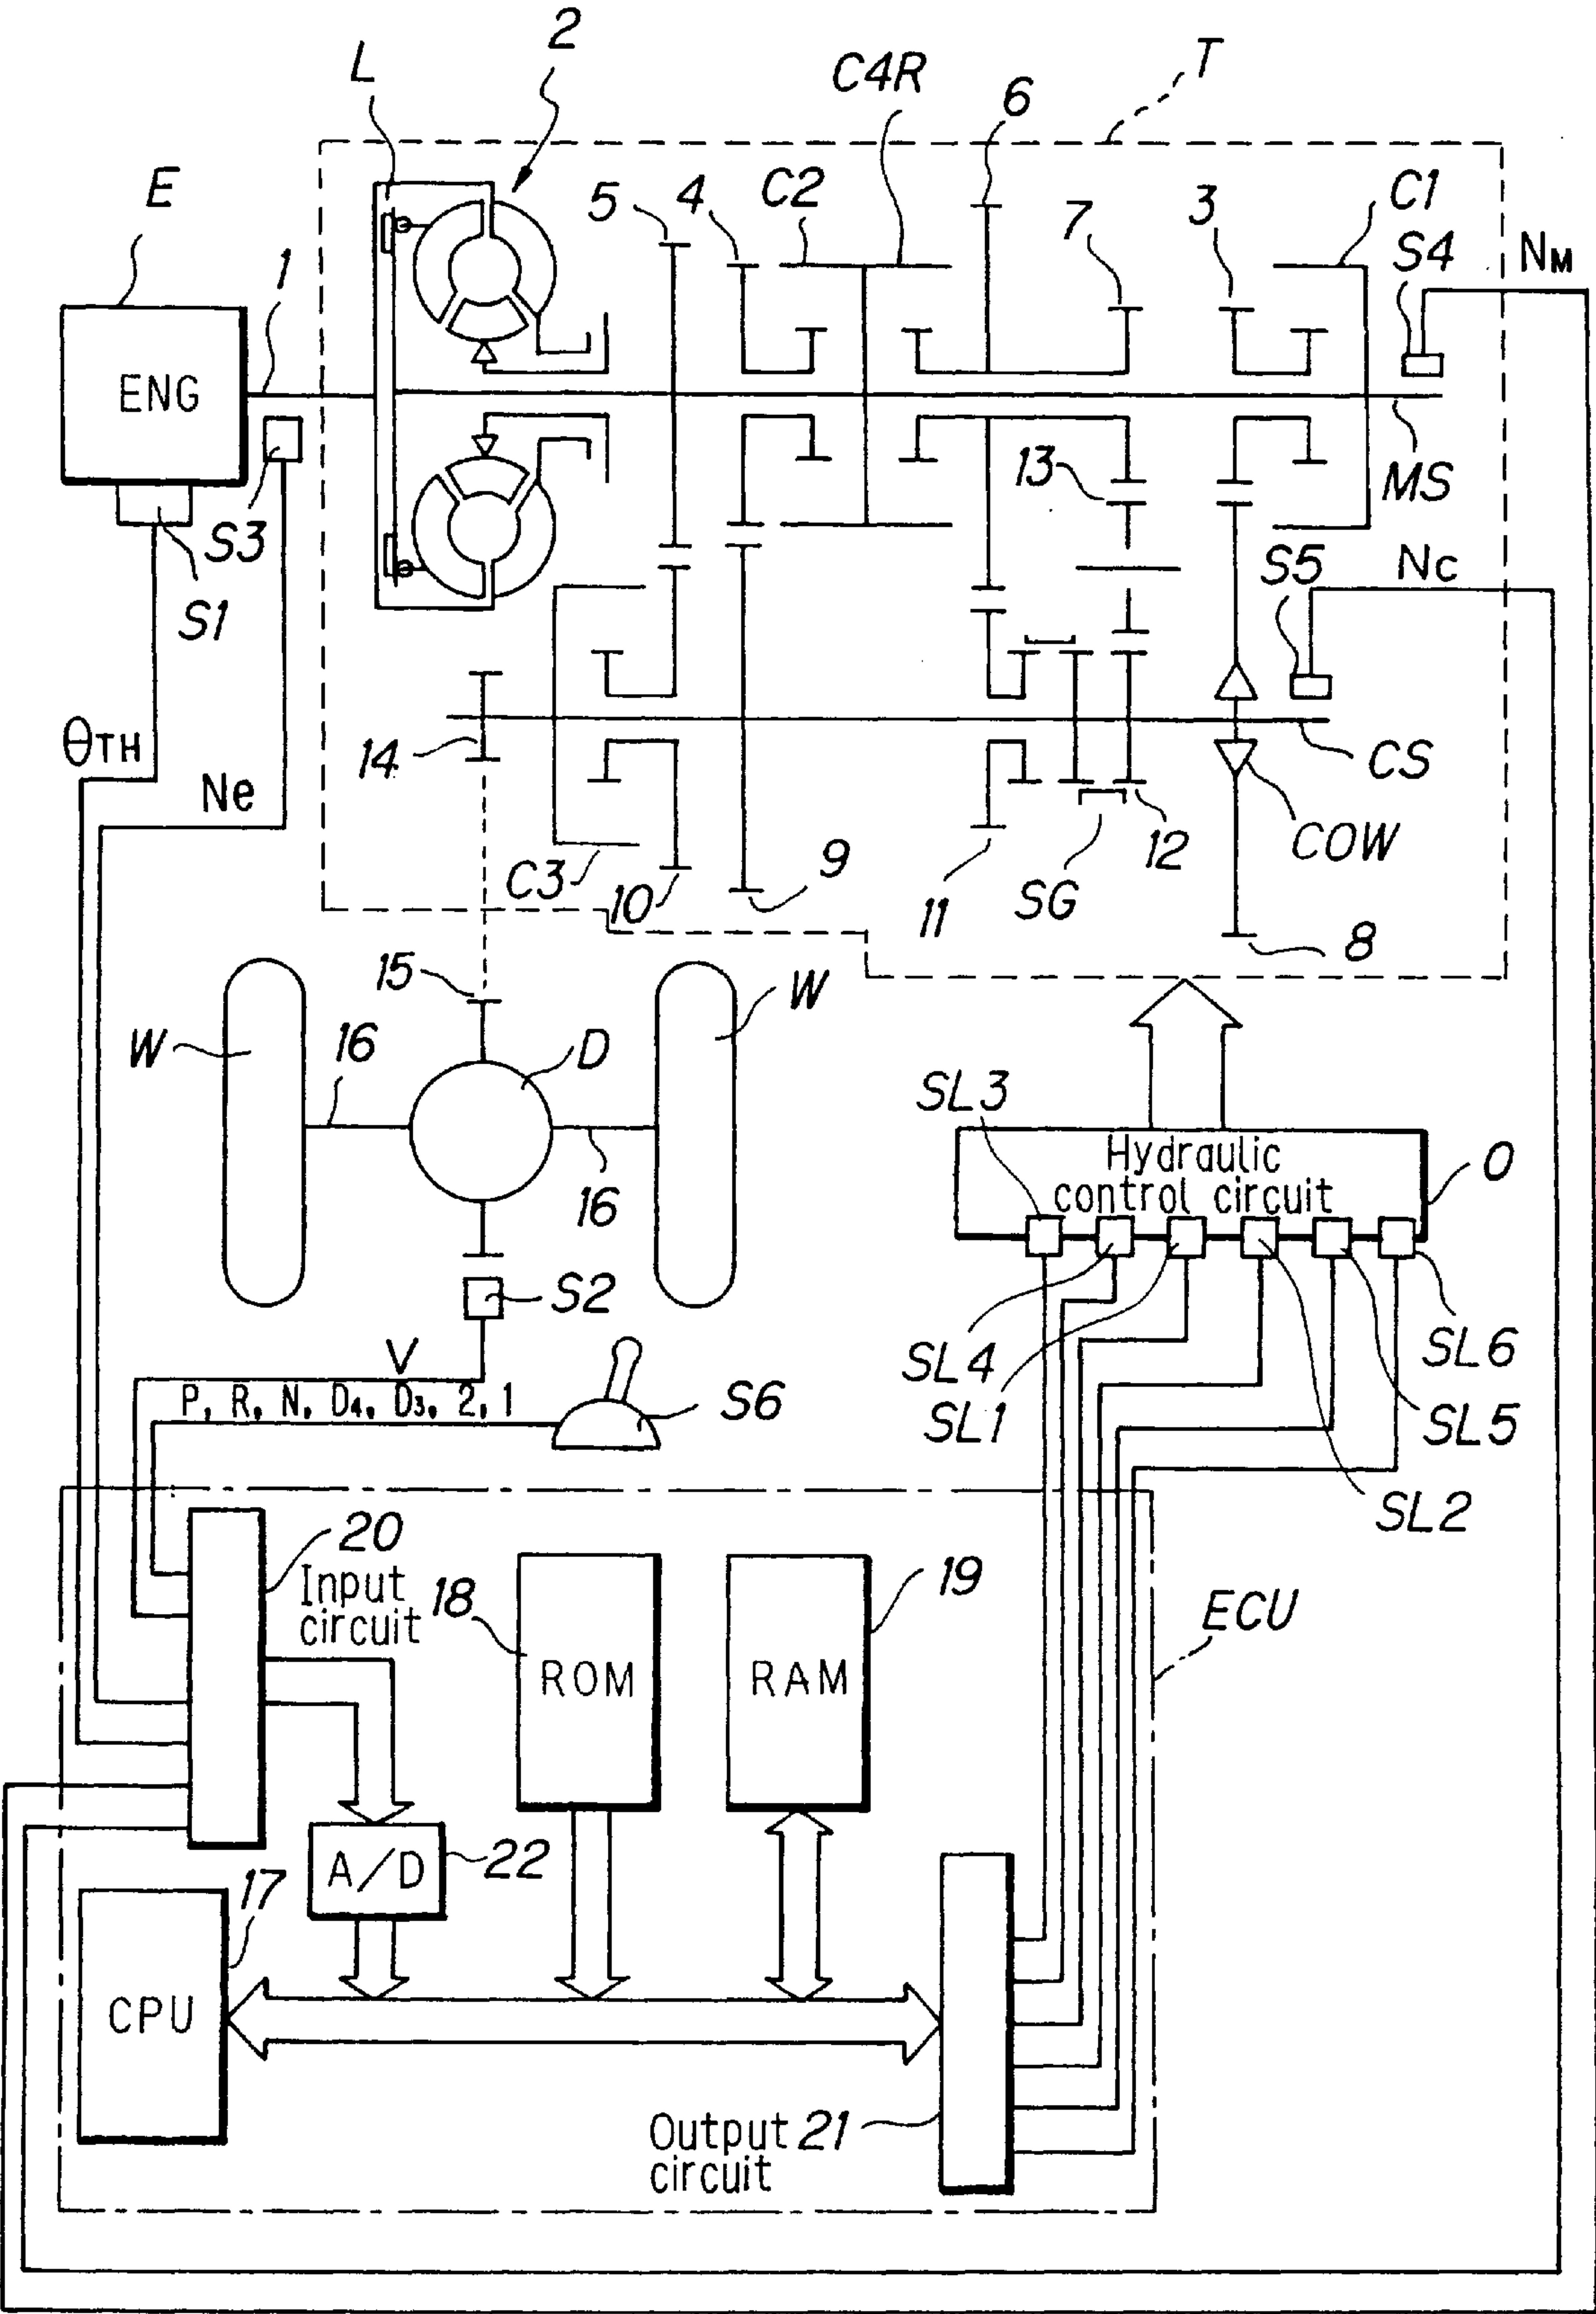 2
L
C4R
6
T
E
5
4
C2
7
3
C1
S4
NM
1
ENG
13
MS
S3
S5
Nc
S1
θTH
14
CS
Ne
COW
C3
10
9
11
SG
12
8
15
W
W
16
D
SL3
Hydraulic
control circuit
O
16
S2
SL4
SL6
V
P, R, N, D4, D3, 2, 1
S6
SL1
SL5
SL2
20
Input
circuit
18
19
ECU
ROM
RAM
A/D
22
17
CPU
Output
circuit
21